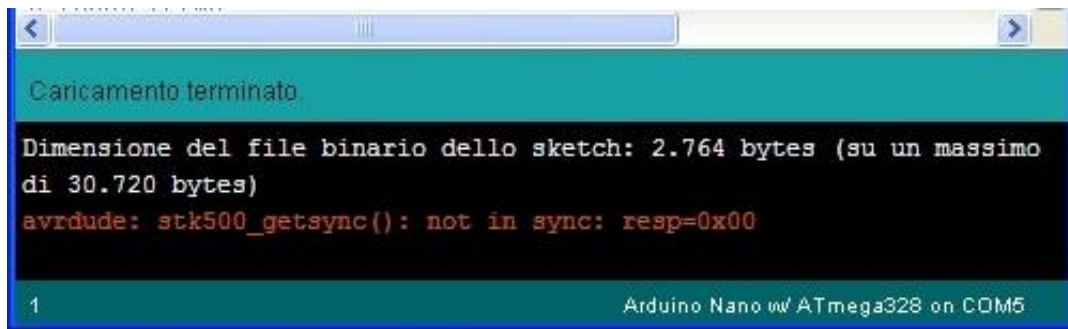 Caricamento terminato.
Dimensione del file binario dello sketch: 2.764 bytes (su un massimo
di 30.720 bytes)
avrdude: stk500_getsync(): not in sync: resp=0x00
1
Arduino Nano w/ ATmega328 on COM5